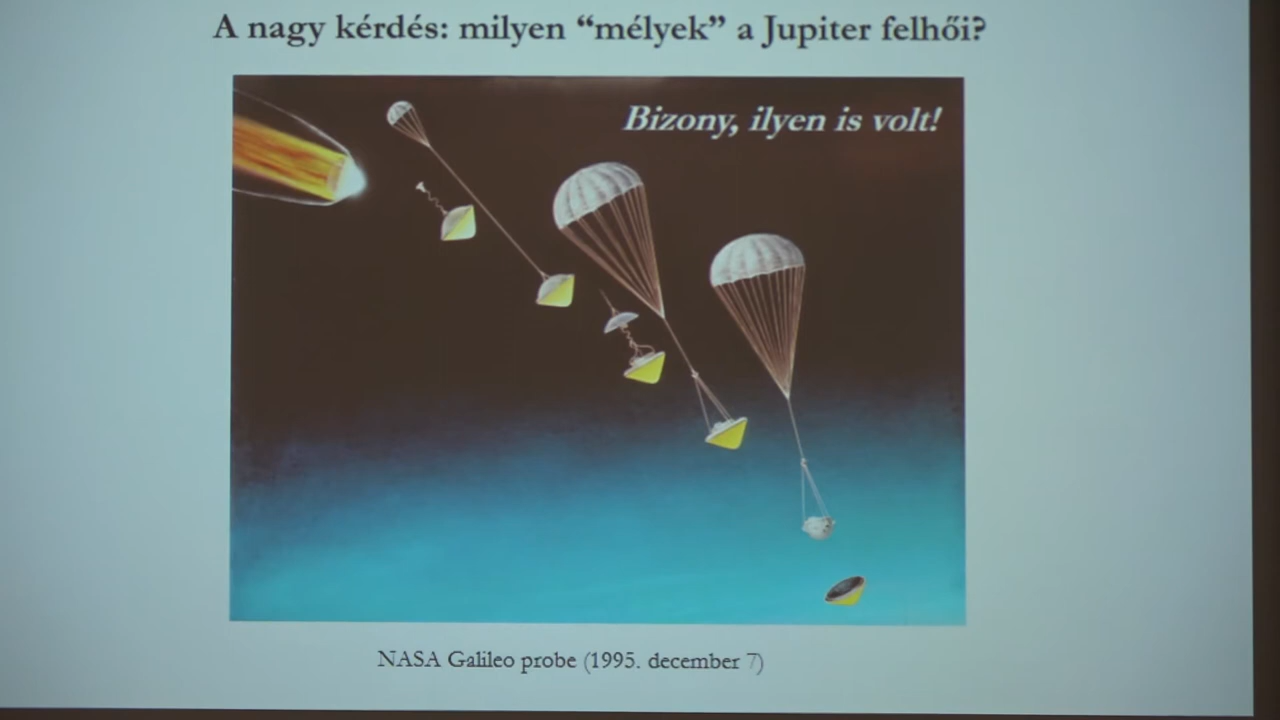 A nagy kérdés: milyen “mélyek” a Jupiter felhői?
Bizony, ilyen is volt!
NASA Galileo probe (1995. december 7)